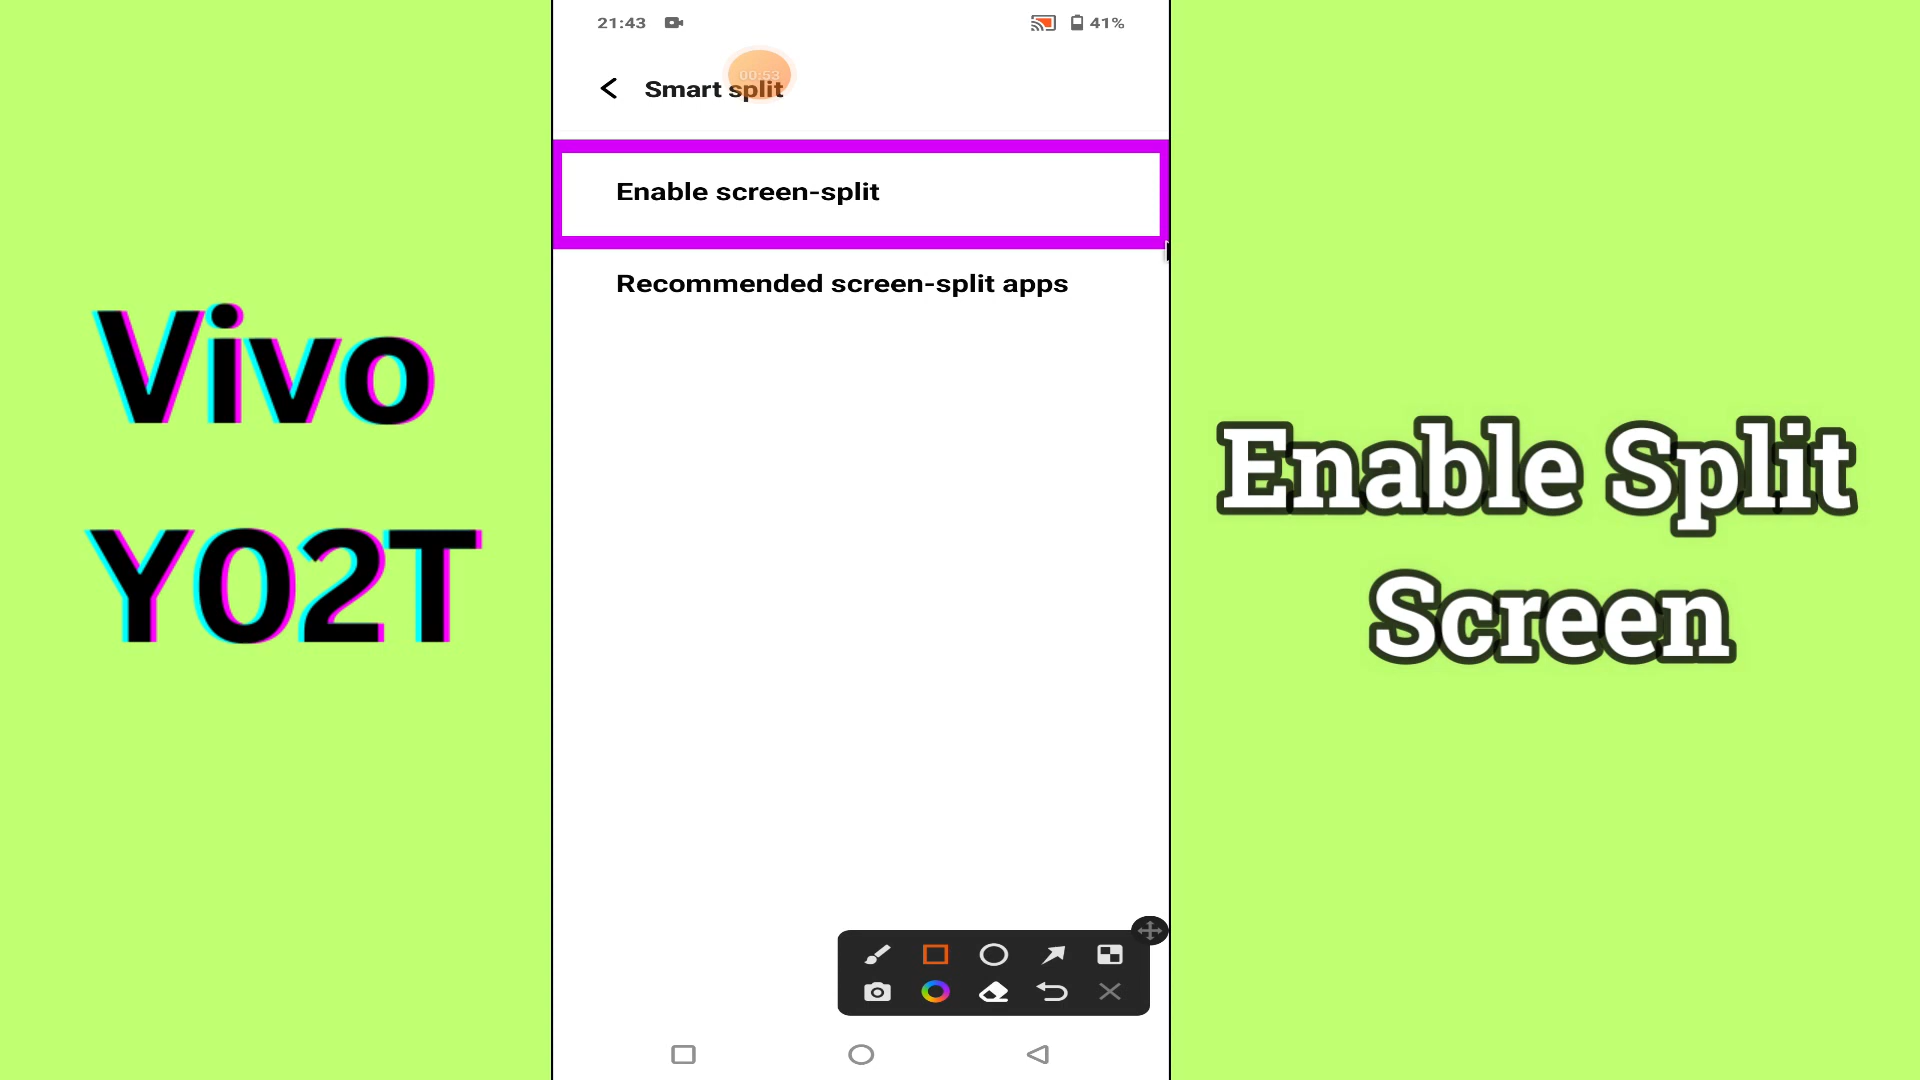 21:43
41%
00:53
Smart split
Enable screen-split
Recommended screen-split apps
Vivo
Y02T
Enable Split
Screen